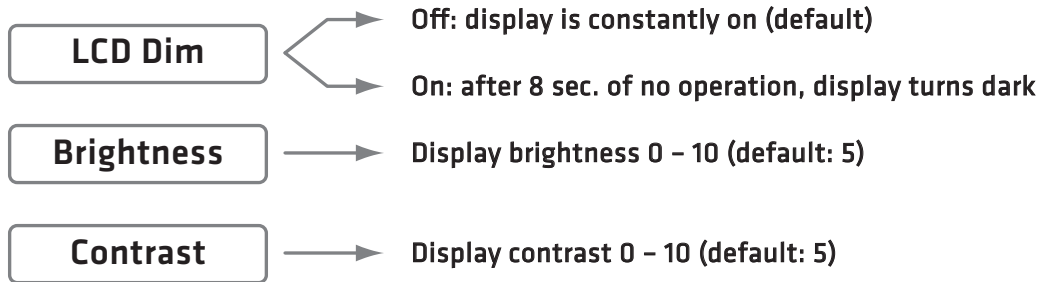 Off: display is constantly on (default)
LCD Dim
On: after 8 sec. of no operation, display turns dark
Brightness
Display brightness 0 – 10 (default: 5)
Contrast
Display contrast 0 – 10 (default: 5)